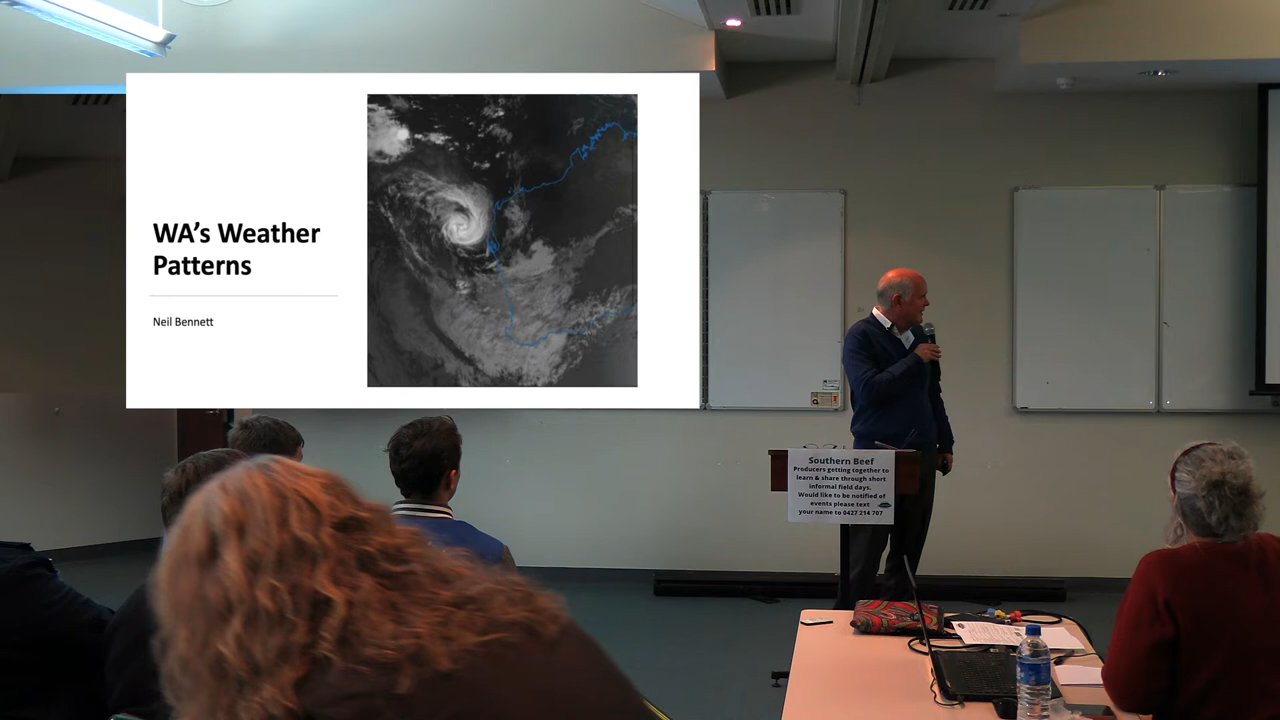 WA's Weather
Patterns
Neil Bennett
Southern Beef
Producers getting together to
learn & share through short
informal field days.
Would like to be notified of
events please text
your name to 0427 214 707